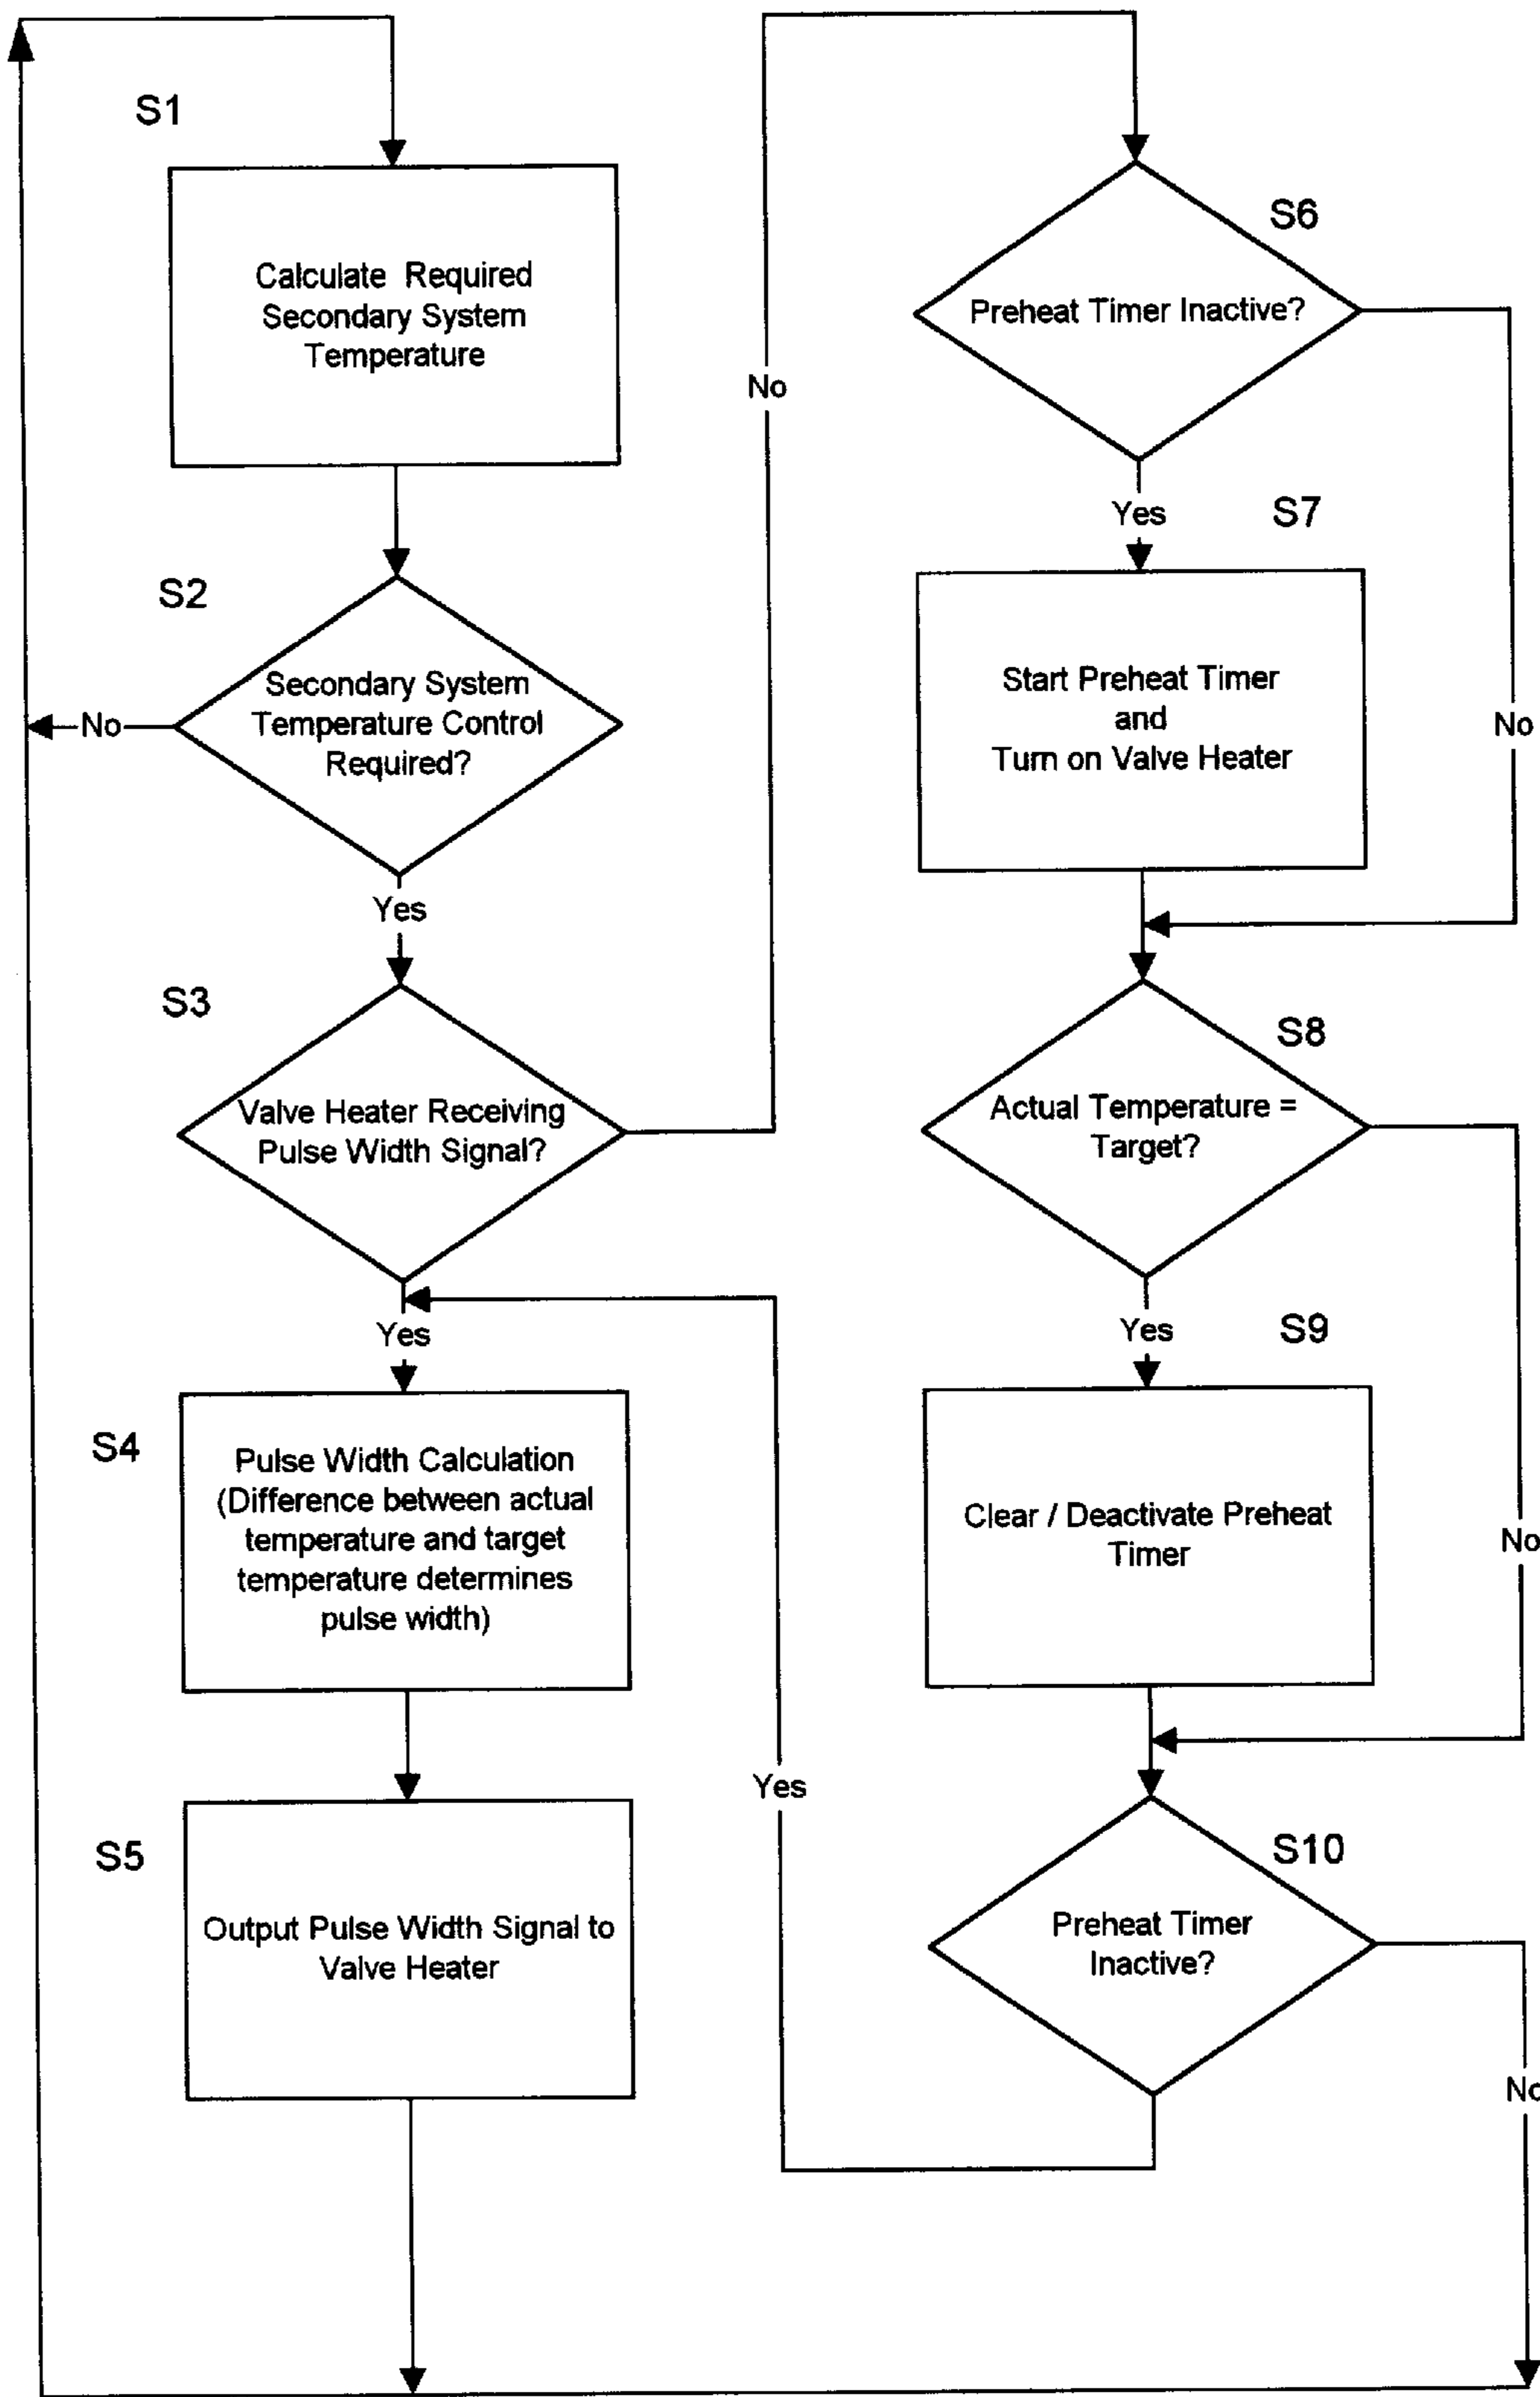 S1
Calculate Required
Secondary System
Temperature
S2
Secondary System
Temperature Control
Required?
No
Yes
S3
Valve Heater Receiving
Pulse Width Signal?
No
Yes
S4
Pulse Width Calculation
(Difference between actual
temperature and target
temperature determines
pulse width)
S5
Output Pulse Width Signal to
Valve Heater
S6
Preheat Timer Inactive?
No
Yes
S7
Start Preheat Timer
and
Turn on Valve Heater
S8
Actual Temperature =
Target?
No
Yes
S9
Clear / Deactivate Preheat
Timer
S10
Preheat Timer
Inactive?
Yes
No